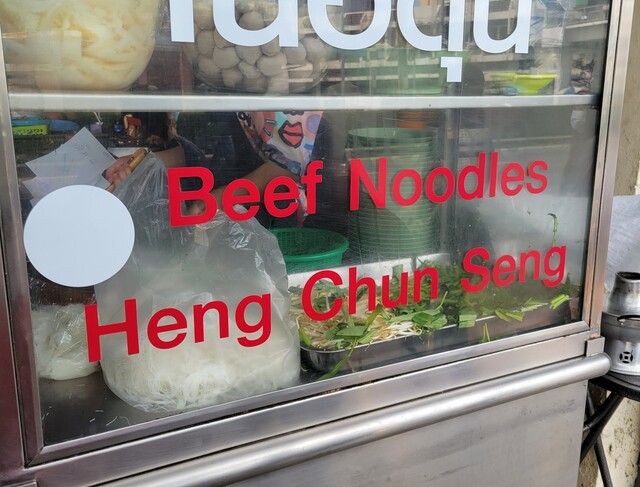 Beef Noodles
Heng Chun Seng